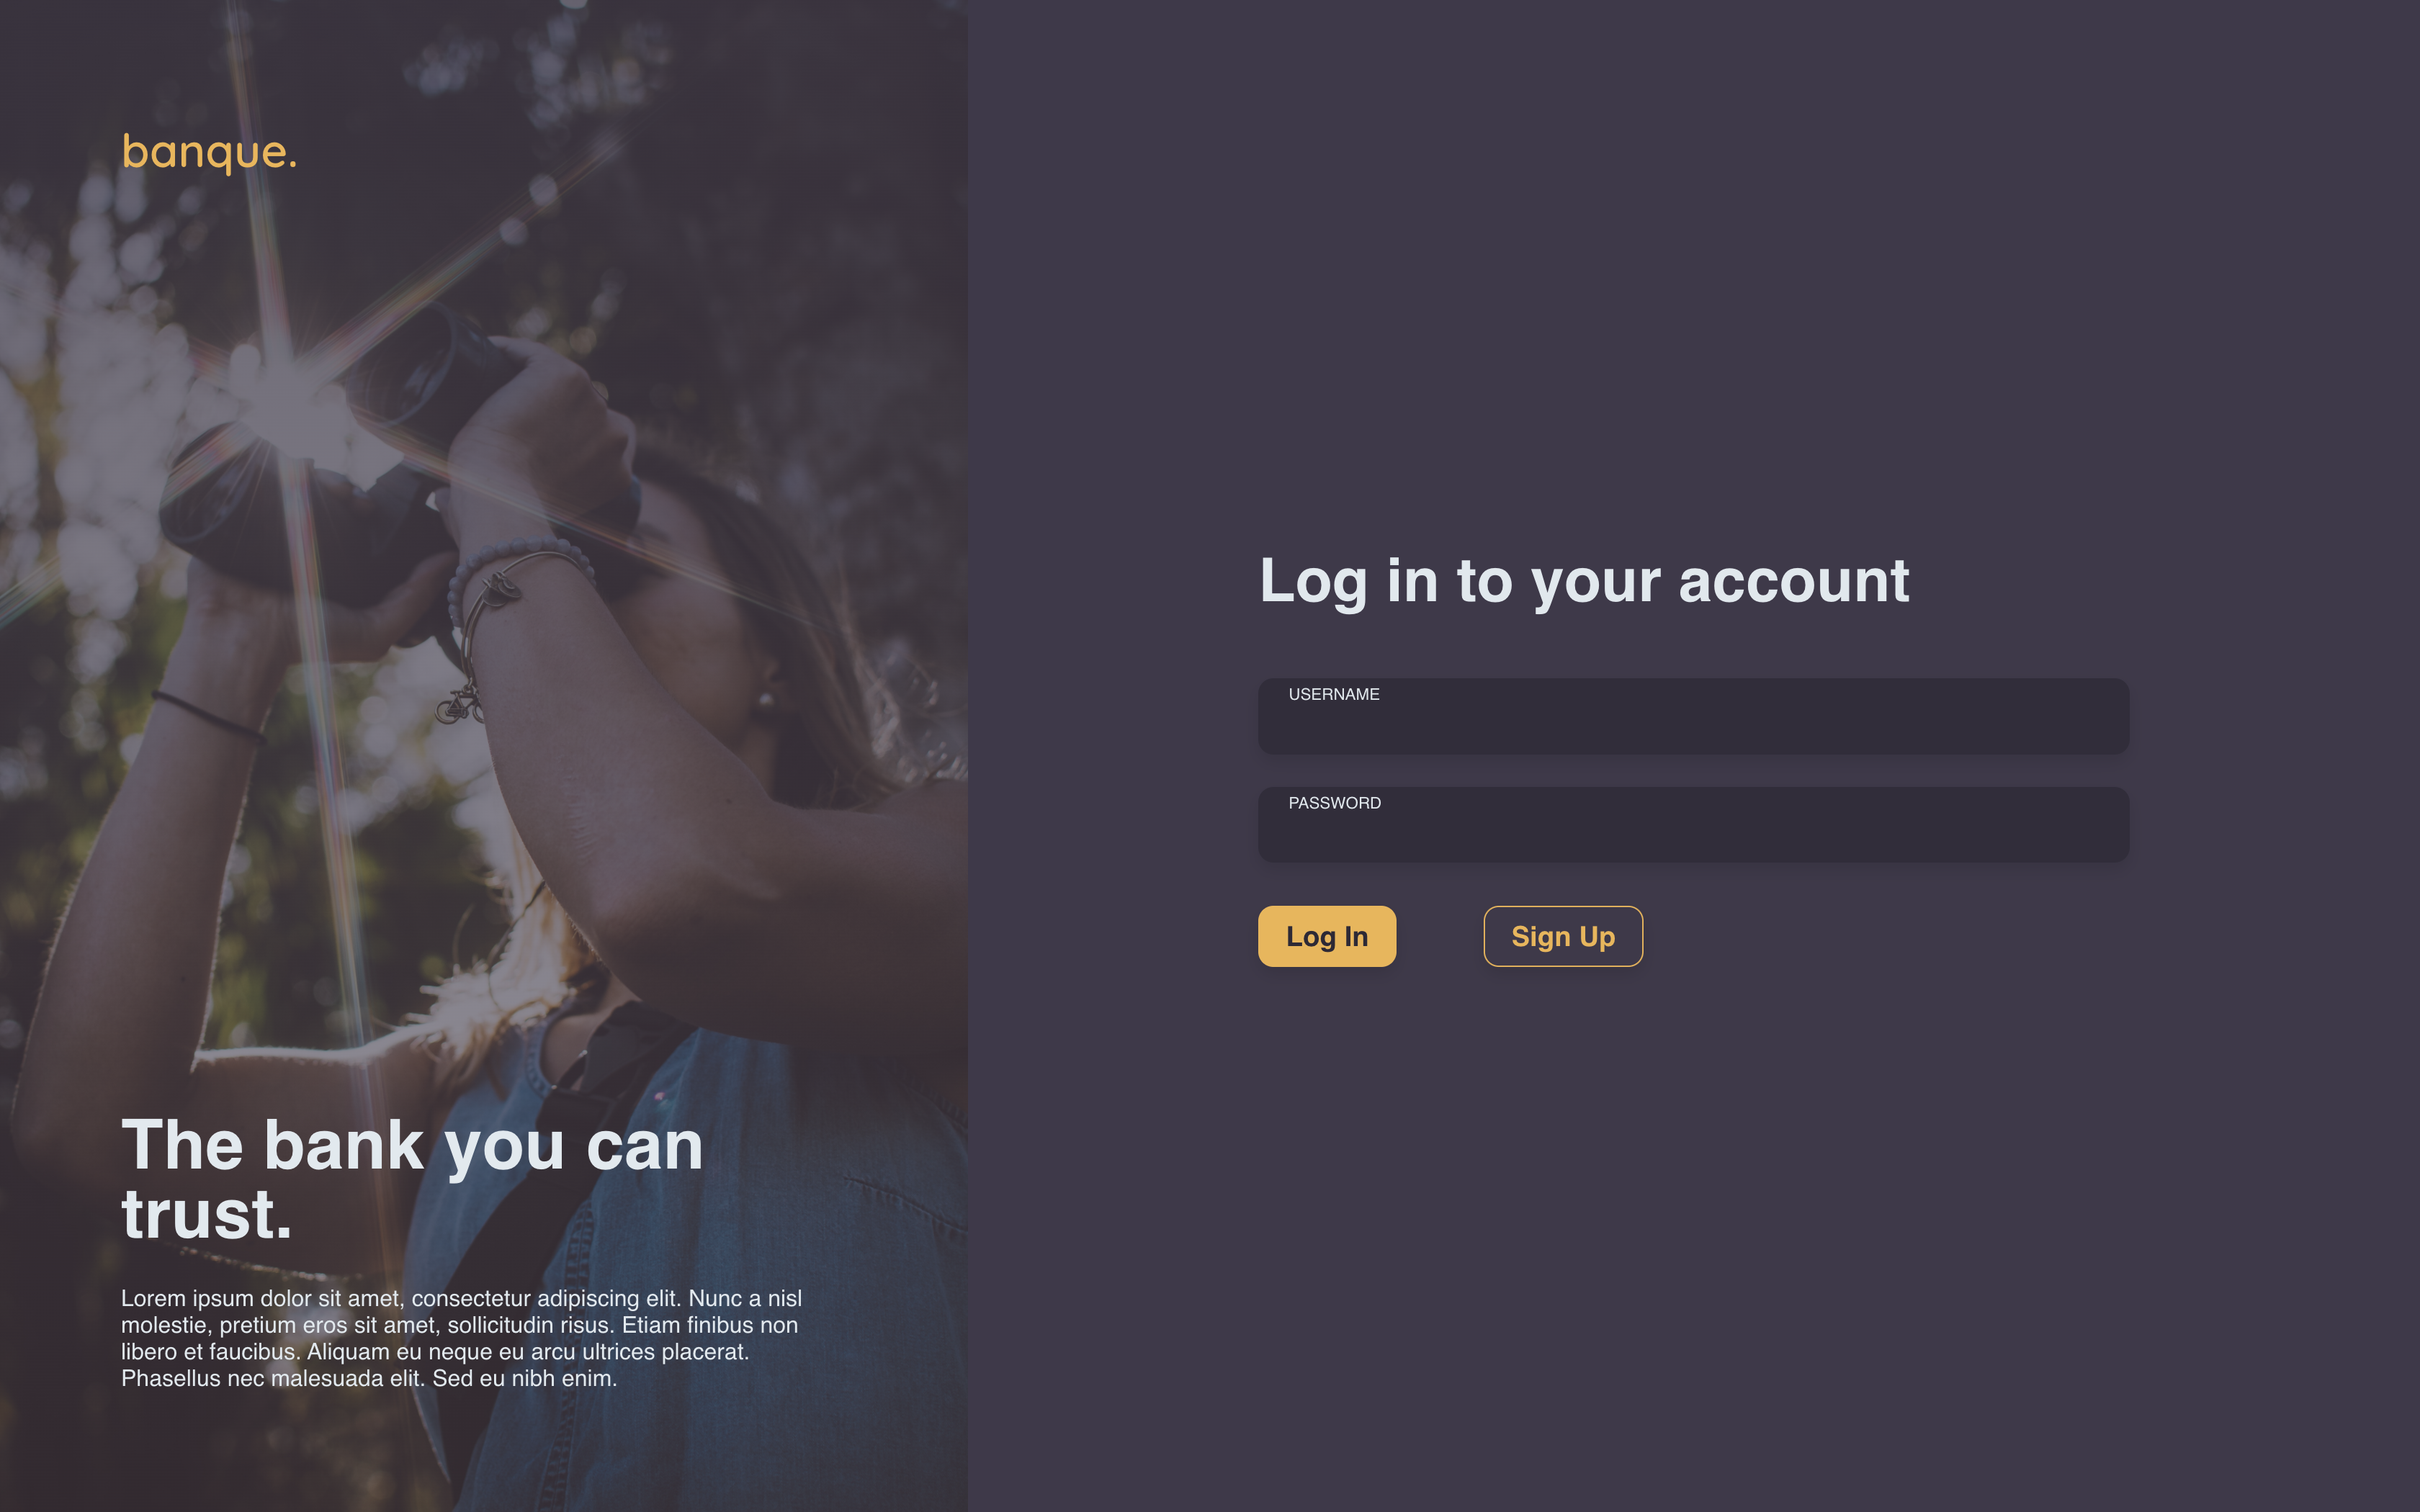 banque.
The bank you can
trust.
Lorem ipsum dolor sit amet, consectetur adipiscing elit. Nunc a nisl
molestie, pretium eros sit amet, sollicitudin risus. Etiam finibus non
libero et faucibus. Aliquam eu neque eu arcu ultrices placerat.
Phasellus nec malesuada elit. Sed eu nibh enim.
Log in to your account
USERNAME
PASSWORD
Log In
Sign Up